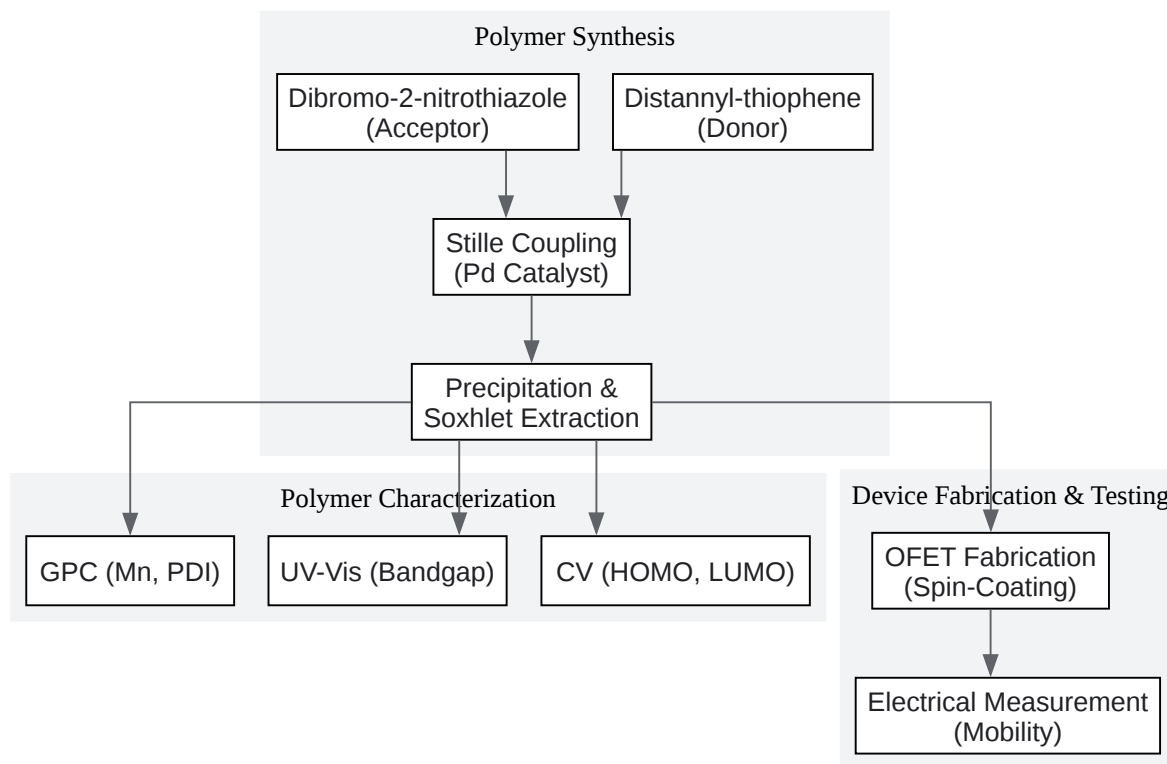 Polymer Synthesis
Dibromo-2-nitrothiazole
(Acceptor)
Distannyl-thiophene
(Donor)
Stille Coupling
(Pd Catalyst)
Precipitation &
Soxhlet Extraction
Polymer Characterization
GPC (Mn, PDI)
UV-Vis (Bandgap)
CV (HOMO, LUMO)
Device Fabrication & Testing
OFET Fabrication
(Spin-Coating)
Electrical Measurement
(Mobility)